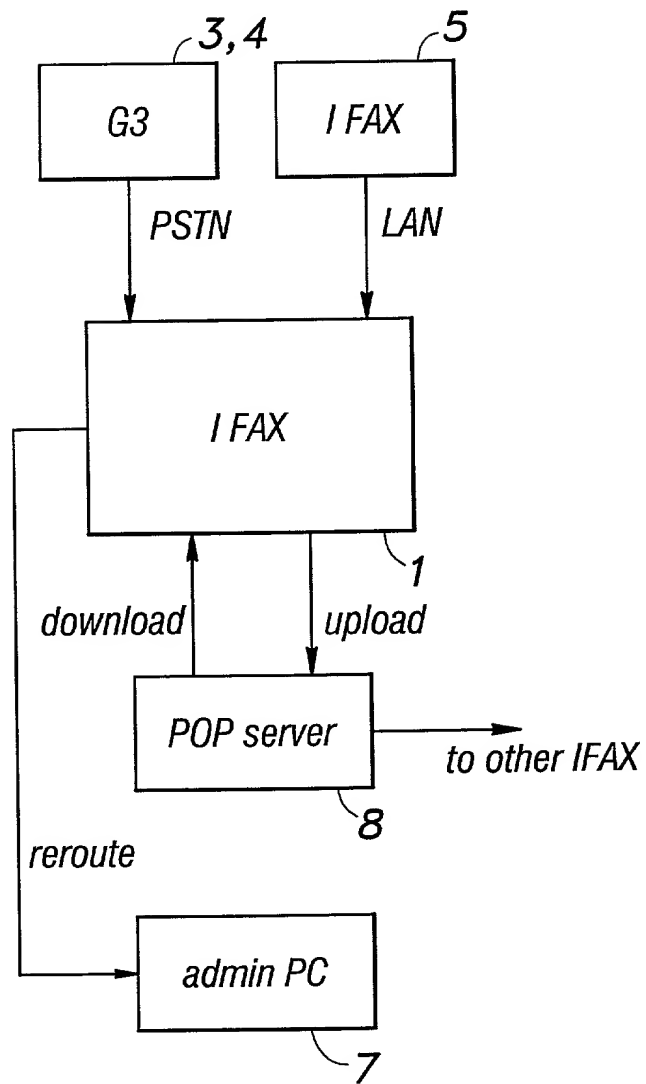 3, 4
5
G3
I FAX
PSTN
LAN
I FAX
1
download
upload
POP server
to other IFAX
8
reroute
admin PC
7